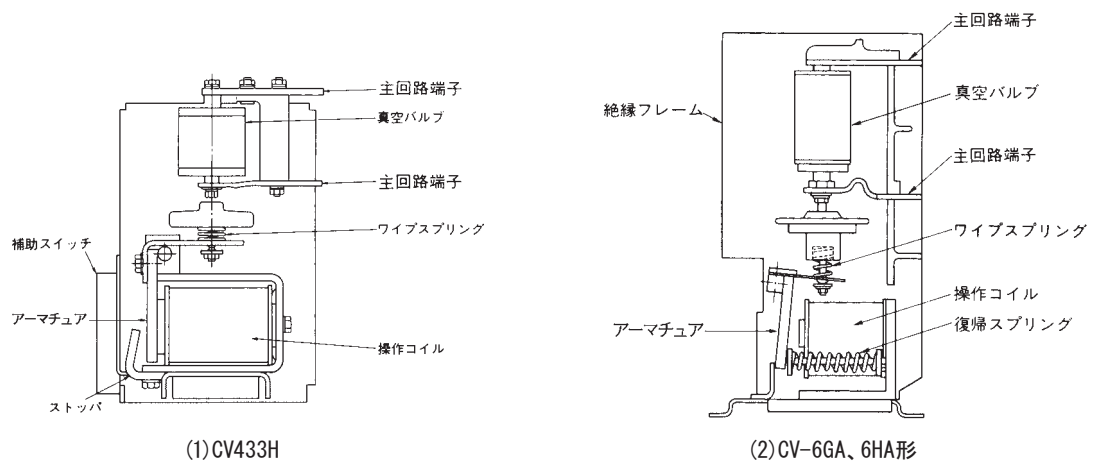 主回路端子
真空バルブ
主回路端子
ワイプスプリング
補助スイッチ
アーマチュア
操作コイル
ストッパ
(1)CV433H
主回路端子
真空バルブ
絶縁フレーム
主回路端子
ワイプスプリング
操作コイル
アーマチュア
復帰スプリング
(2)CV-6GA、6HA形